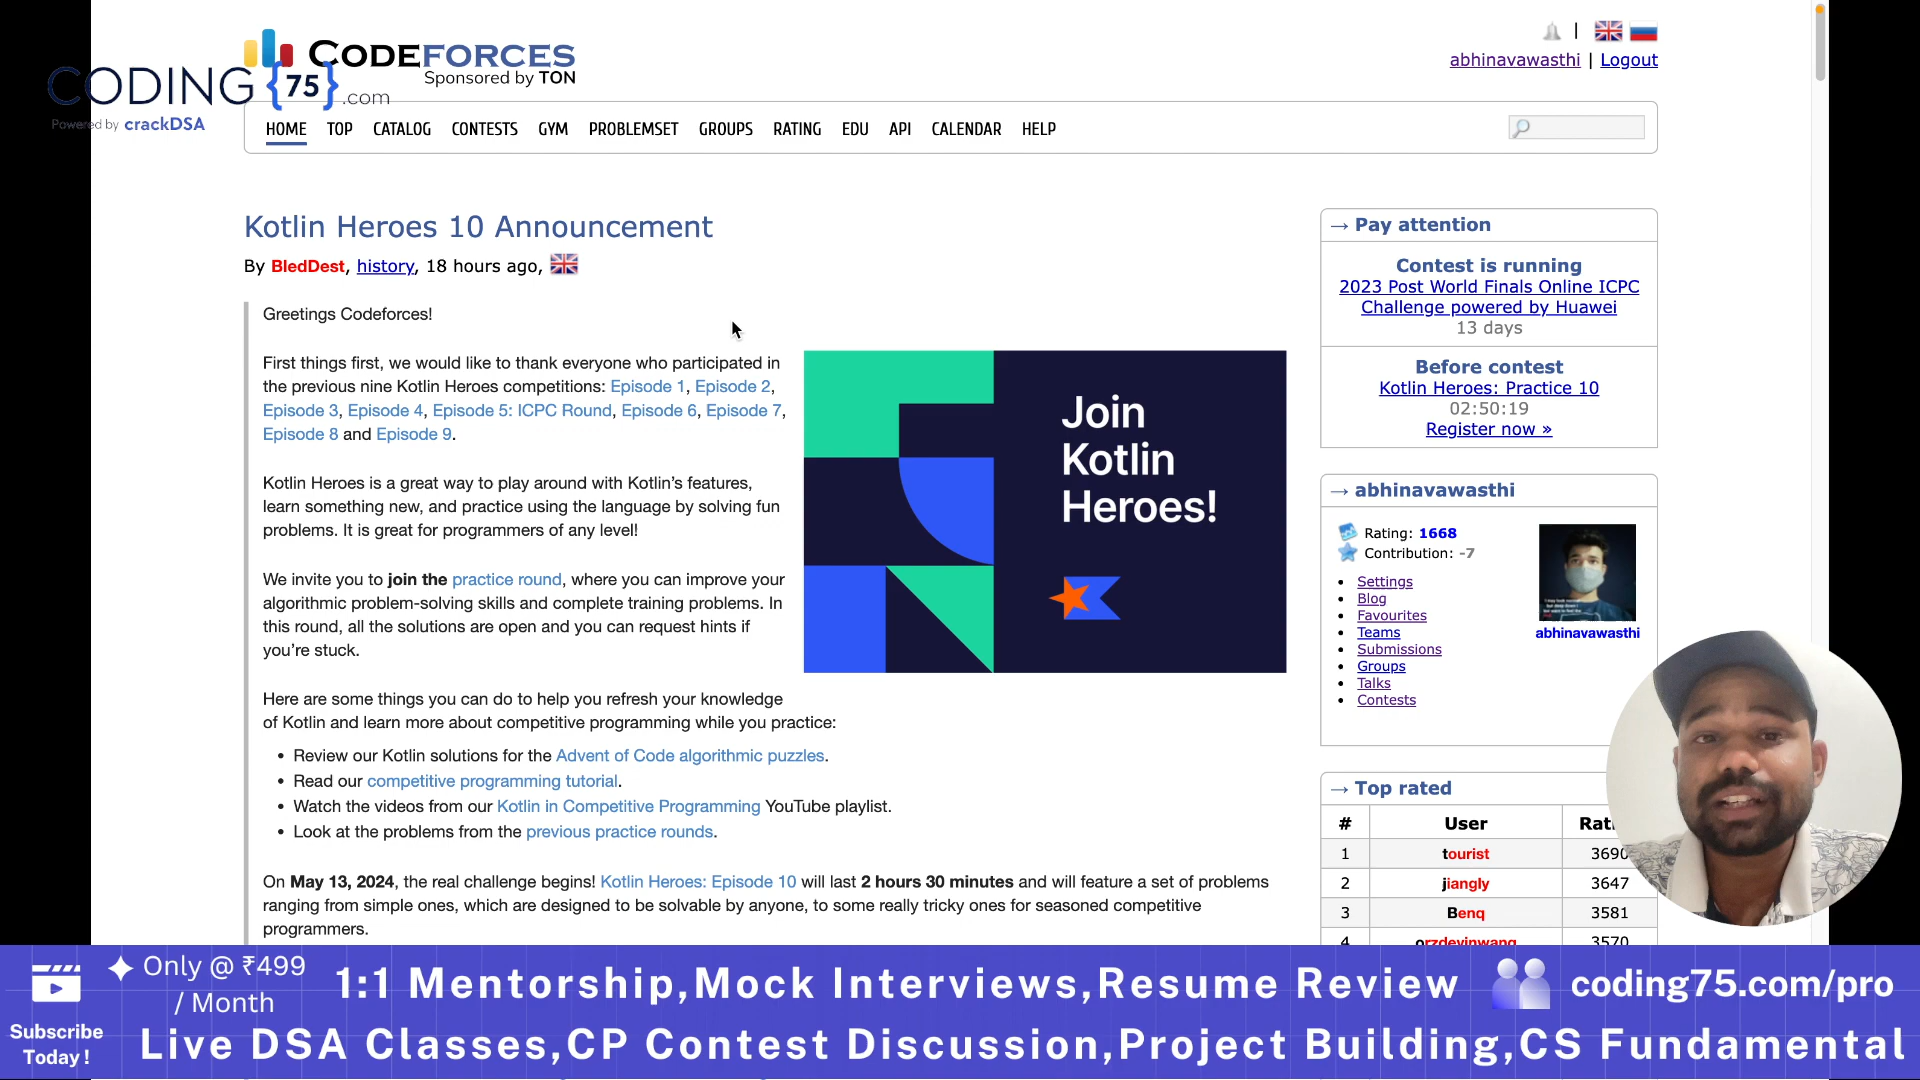 CODEFORCES
Sponsored by TON
CODING {75} .com
Powered by crackDSA
abhinavawasthi | Logout
HOME TOP CATALOG CONTESTS GYM PROBLEMSET GROUPS RATING EDU API CALENDAR HELP
Kotlin Heroes 10 Announcement
By BledDest, history, 18 hours ago,
Greetings Codeforces!
First things first, we would like to thank everyone who participated in
the previous nine Kotlin Heroes competitions: Episode 1, Episode 2,
Episode 3, Episode 4, Episode 5: ICPC Round, Episode 6, Episode 7,
Episode 8 and Episode 9.
Kotlin Heroes is a great way to play around with Kotlin's features,
learn something new, and practice using the language by solving fun
problems. It is great for programmers of any level!
We invite you to join the practice round, where you can improve your
algorithmic problem-solving skills and complete training problems. In
this round, all the solutions are open and you can request hints if
you're stuck.
Here are some things you can do to help you refresh your knowledge
of Kotlin and learn more about competitive programming while you practice:
• Review our Kotlin solutions for the Advent of Code algorithmic puzzles.
• Read our competitive programming tutorial.
• Watch the videos from our Kotlin in Competitive Programming YouTube playlist.
• Look at the problems from the previous practice rounds.
On May 13, 2024, the real challenge begins! Kotlin Heroes: Episode 10 will last 2 hours 30 minutes and will feature a set of problems
ranging from simple ones, which are designed to be solvable by anyone, to some really tricky ones for seasoned competitive
programmers.
Join
Kotlin
Heroes!
→ Pay attention
Contest is running
2023 Post World Finals Online ICPC
Challenge powered by Huawei
13 days
Before contest
Kotlin Heroes: Practice 10
02:50:19
Register now »
→ abhinavawasthi
Rating: 1668
Contribution: -7
• Settings
• Blog
• Favourites
• Teams
• Submissions
• Groups
• Talks
• Contests
abhinavawasthi
→ Top rated
# User
1 tourist 3690
2 jiangly 3647
3 Benq 3581
4 orzdevinwang 3570
Subscribe
Today !
Only @ ₹499
/ Month
1:1 Mentorship,Mock Interviews,Resume Review
coding75.com/pro
Live DSA Classes,CP Contest Discussion,Project Building,CS Fundamental